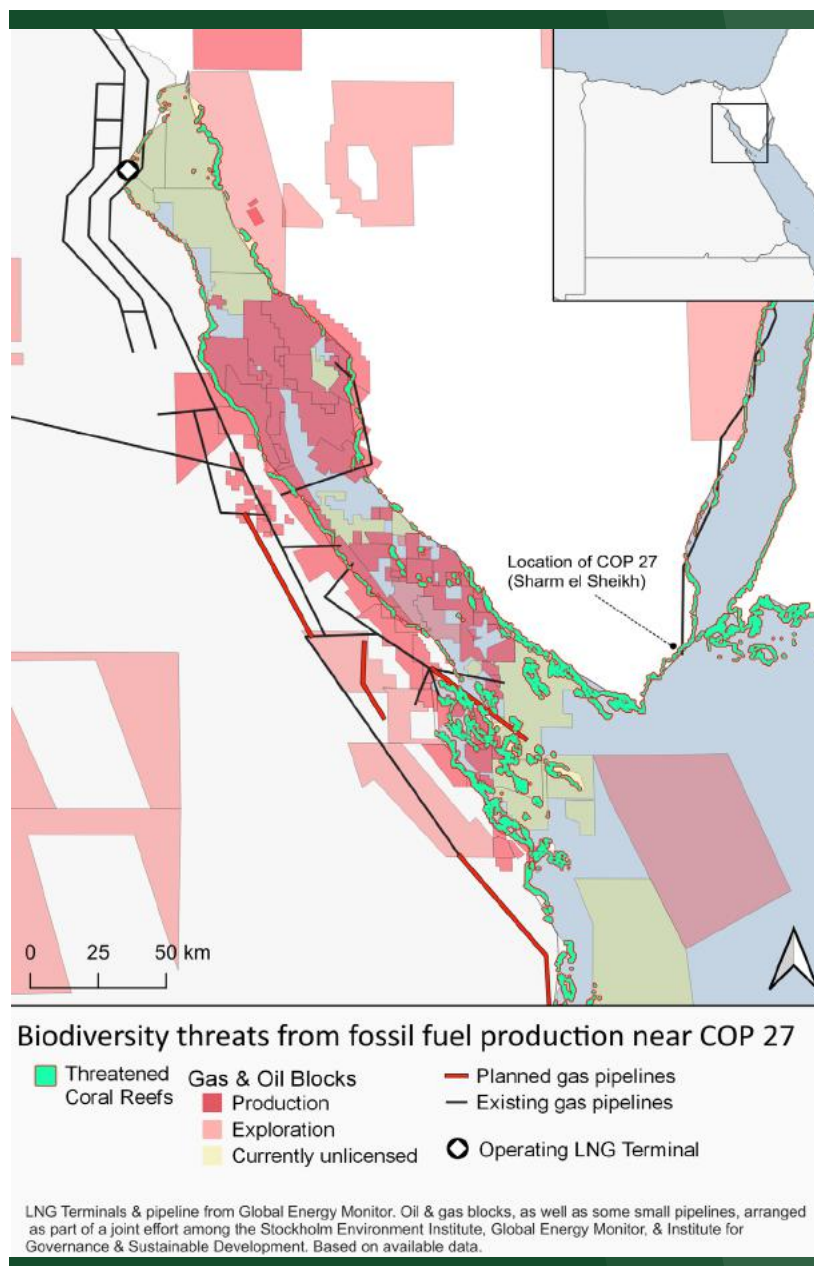 Location of COP 27
(Sharm el Sheikh)
0 25 50 km
Biodiversity threats from fossil fuel production near COP 27
Threatened
Coral Reefs
Gas & Oil Blocks
Production
Exploration
Currently unlicensed
Planned gas pipelines
Existing gas pipelines
Operating LNG Terminal
LNG Terminals & pipeline from Global Energy Monitor. Oil & gas blocks, as well as some small pipelines, arranged
as part of a joint effort among the Stockholm Environment Institute, Global Energy Monitor, & Institute for
Governance & Sustainable Development. Based on available data.